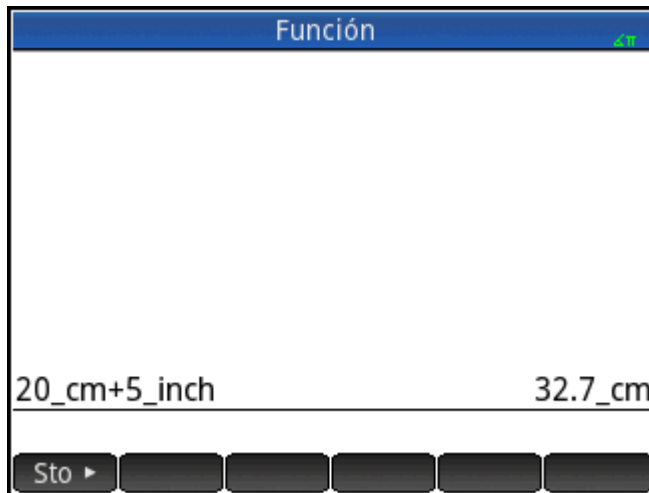 Función
∡π
20_cm+5_inch 32.7_cm
Sto ►